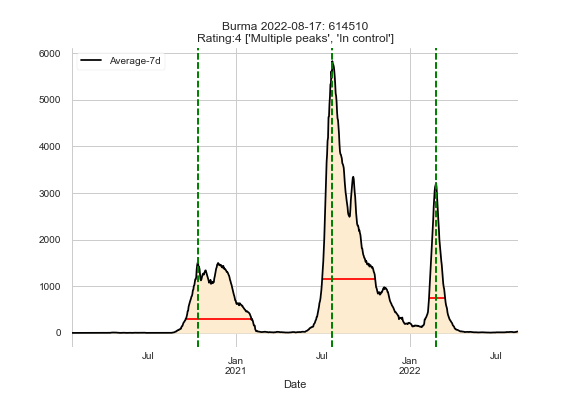 Burma 2022-08-17: 614510
Rating:4 ['Multiple peaks', 'In control']
Average-7d
6000
5000
4000
3000
2000
1000
0
Jul
Jan
2021
Jul
Jan
2022
Jul
Date